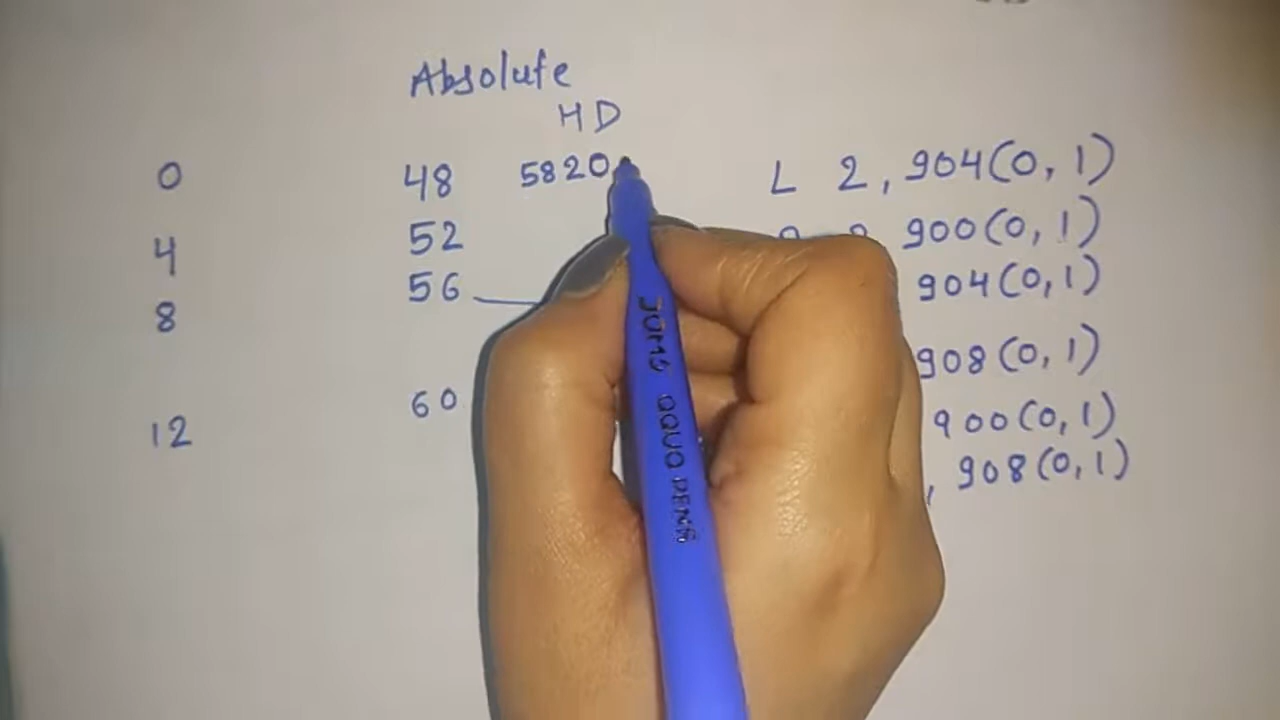 Absolute
HD
0 48 5820 L 2, 904(0, 1)
4 52 900(0, 1)
8 56 904(0, 1)
908(0, 1)
12 60 900(0, 1)
, 908(0, 1)